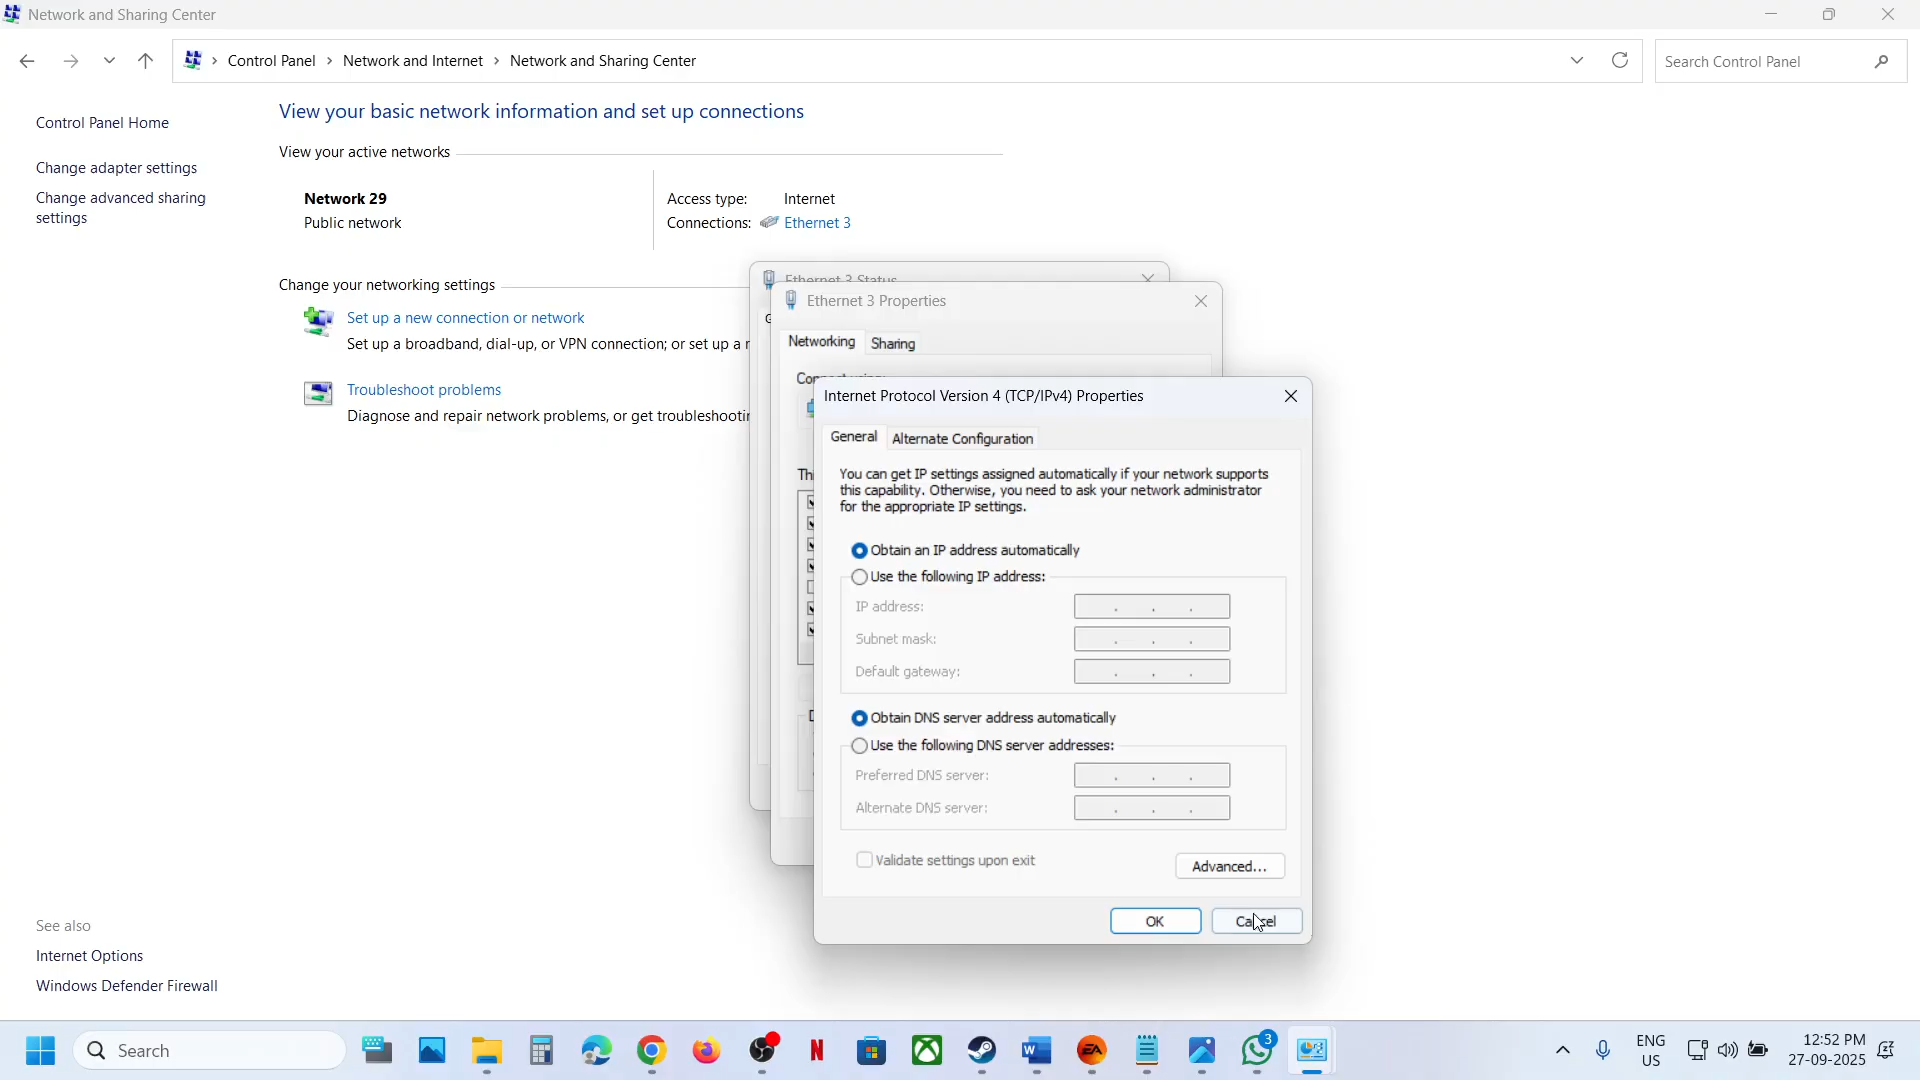 Network and Sharing Center
Control Panel > Network and Internet > Network and Sharing Center
Search Control Panel
Control Panel Home
Change adapter settings
Change advanced sharing
settings
View your basic network information and set up connections
View your active networks
Network 29
Public network
Access type: Internet
Connections: Ethernet 3
Change your networking settings
Set up a new connection or network
Set up a broadband, dial-up, or VPN connection; or set up a r
Troubleshoot problems
Diagnose and repair network problems, or get troubleshootin
Ethernet 3 Status
Ethernet 3 Properties
Networking Sharing
Internet Protocol Version 4 (TCP/IPv4) Properties
General Alternate Configuration
You can get IP settings assigned automatically if your network supports
this capability. Otherwise, you need to ask your network administrator
for the appropriate IP settings.
Obtain an IP address automatically
Use the following IP address:
IP address:
Subnet mask:
Default gateway:
Obtain DNS server address automatically
Use the following DNS server addresses:
Preferred DNS server:
Alternate DNS server:
Validate settings upon exit
Advanced...
OK Cancel
See also
Internet Options
Windows Defender Firewall
Search
3
ENG
US
12:52 PM
27-09-2025